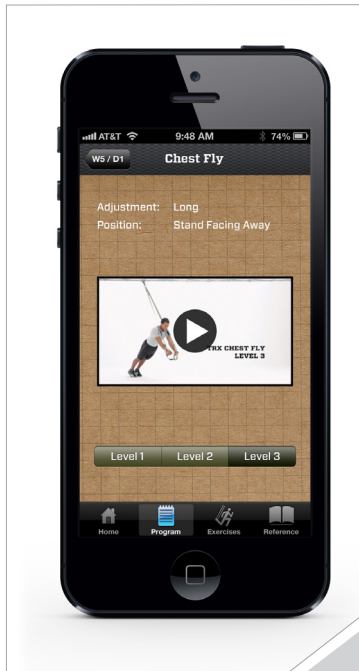 AT&T 9:48 AM 74%
W5 / D1 Chest Fly
Adjustment: Long
Position: Stand Facing Away
TRX CHEST FLY
LEVEL 3
Level 1 Level 2 Level 3
Home Program Exercises Reference